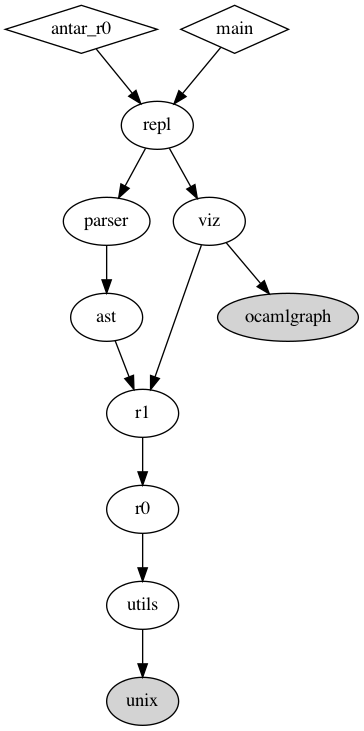 antar_r0
main
repl
parser
viz
ast
ocamlgraph
r1
r0
utils
unix